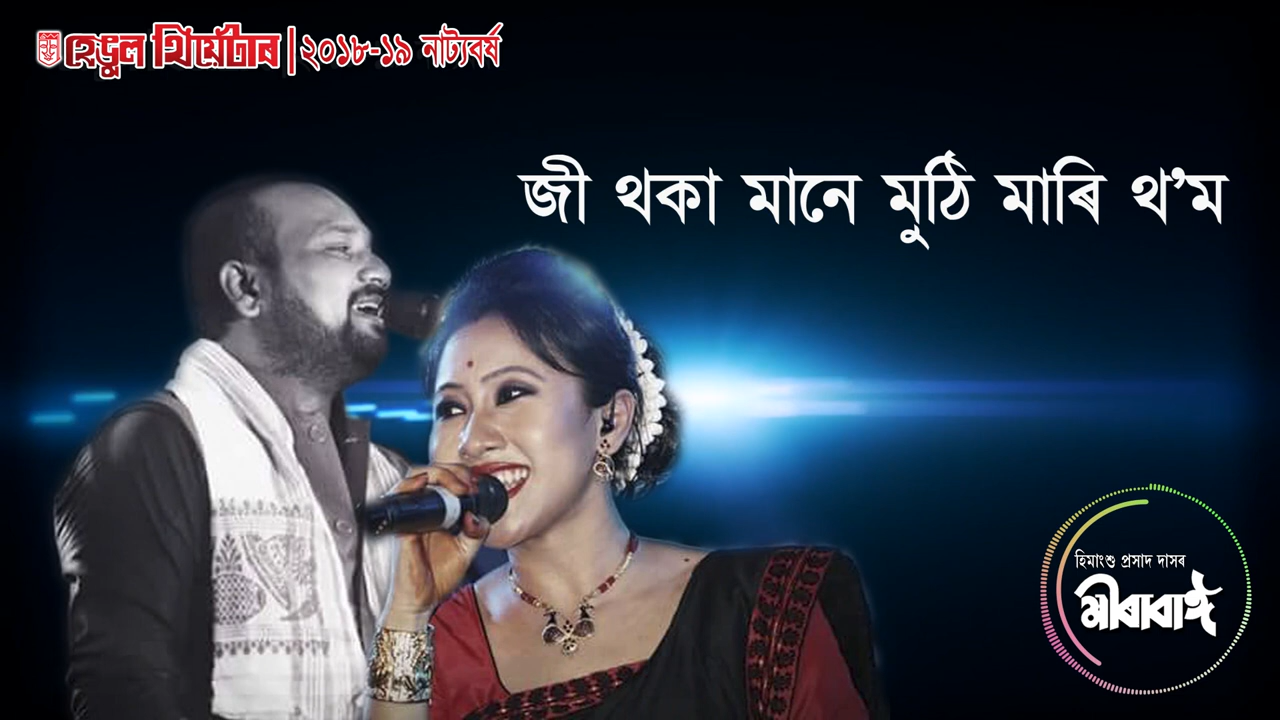 হেঙুল থিয়েটাৰ | ২০১৮-১৯ নাট্যবৰ্ষ
জী থকা মানে মুঠি মাৰি থ’ম
হিমাংশু প্ৰসাদ দাসৰ
মীৰাবাঈ